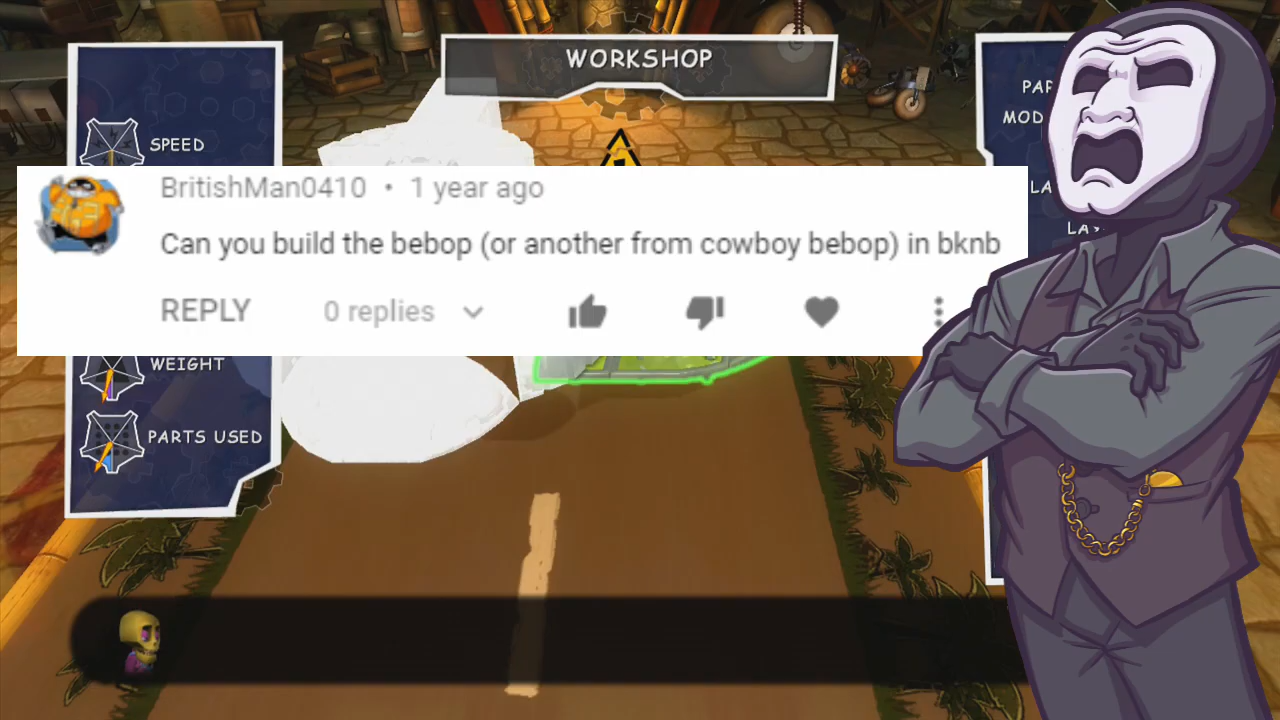 WORKSHOP
SPEED
BritishMan0410 • 1 year ago
Can you build the bebop (or another from cowboy bebop) in bknb
REPLY 0 replies
WEIGHT
PARTS USED